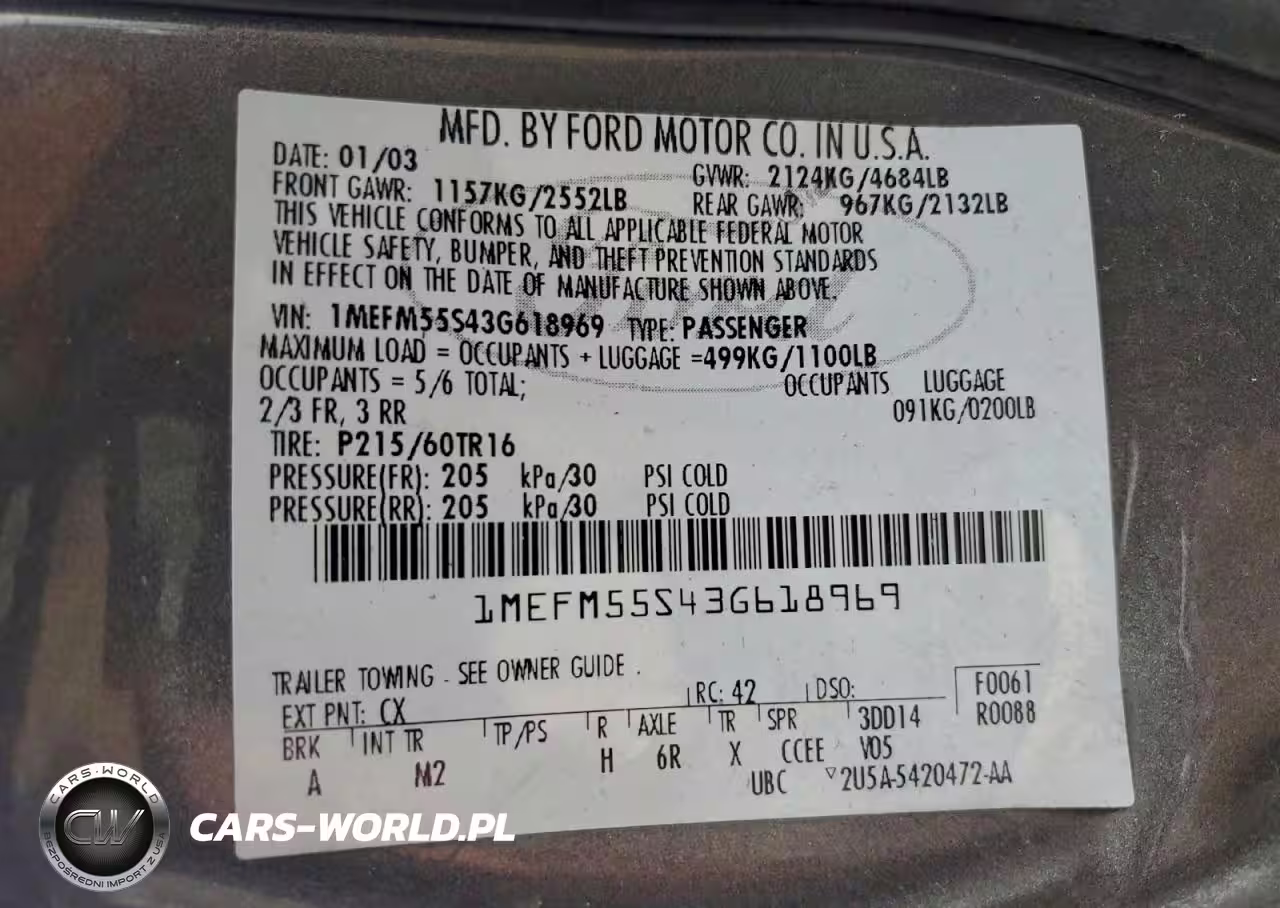 MFD. BY FORD MOTOR CO. IN U.S.A.
DATE: 01/03 GVWR: 2124KG/4684LB
FRONT GAWR: 1157KG/2552LB REAR GAWR: 967KG/2132LB
THIS VEHICLE CONFORMS TO ALL APPLICABLE FEDERAL MOTOR
VEHICLE SAFETY, BUMPER, AND THEFT PREVENTION STANDARDS
IN EFFECT ON THE DATE OF MANUFACTURE SHOWN ABOVE.
VIN: 1MEFM55S43G618969 TYPE: PASSENGER
MAXIMUM LOAD = OCCUPANTS + LUGGAGE =499KG/1100LB
OCCUPANTS = 5/6 TOTAL; OCCUPANTS LUGGAGE
2/3 FR, 3 RR 091KG/0200LB
TIRE: P215/60TR16
PRESSURE(FR): 205 kPa/30 PSI COLD
PRESSURE(RR): 205 kPa/30 PSI COLD
1MEFM55S43G618969
TRAILER TOWING - SEE OWNER GUIDE .
EXT PNT: CX RC: 42 DSO: F0061
BRK INT TR TP/PS R AXLE TR SPR 3DD14 R0088
A M2 H 6R X CCEE V05
UBC ▽2U5A-5420472-AA
CARS-WORLD
CW
BEZPOŚREDNI IMPORT Z USA
CARS-WORLD.PL